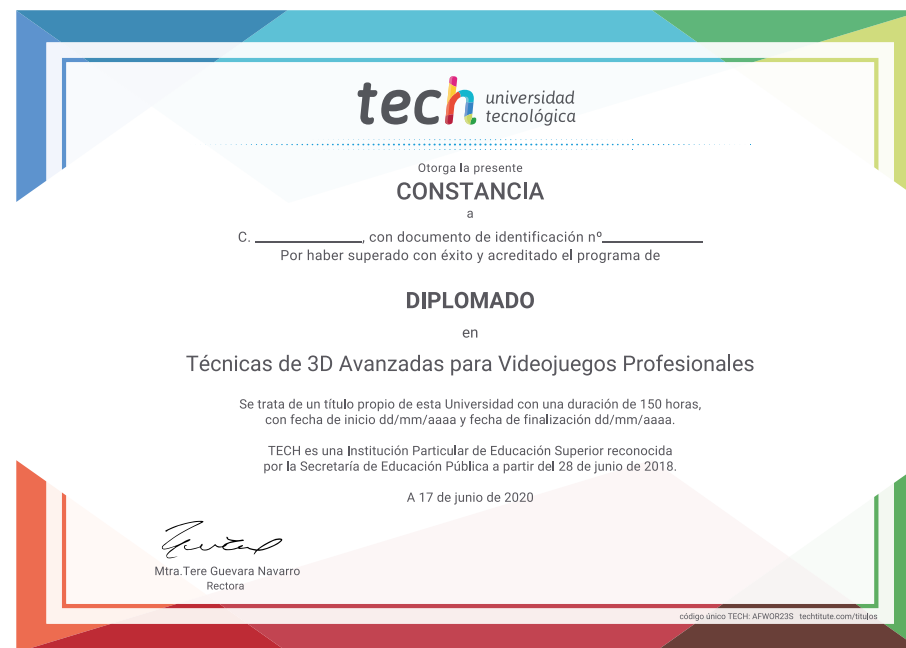 tech universidad
tecnológica
Otorga la presente
CONSTANCIA
a
C. ____________, con documento de identificación nº____________
Por haber superado con éxito y acreditado el programa de
DIPLOMADO
en
Técnicas de 3D Avanzadas para Videojuegos Profesionales
Se trata de un título propio de esta Universidad con una duración de 150 horas,
con fecha de inicio dd/mm/aaaa y fecha de finalización dd/mm/aaaa.
TECH es una Institución Particular de Educación Superior reconocida
por la Secretaría de Educación Pública a partir del 28 de junio de 2018.
A 17 de junio de 2020
Mtra.Tere Guevara Navarro
Rectora
código único TECH: AFWOR23S techtitute.com/titulos